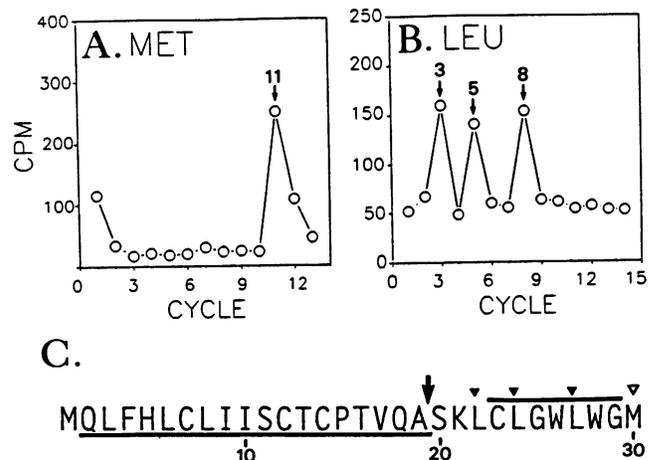 A. MET
400
300
200
100
CPM
11
0 3 6 9 12
CYCLE
B. LEU
250
200
150
100
50
0
3 5 8
0 3 6 9 12 15
CYCLE
C.
MQLFHLCLIISCTCPTVQASKLCLGWLWGM
10 20 30